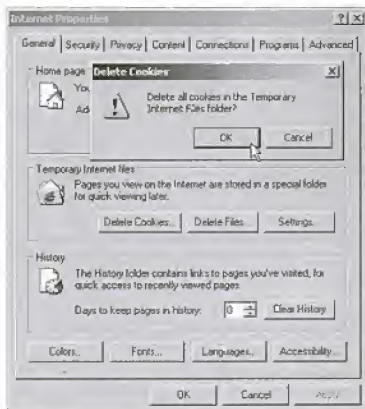 Internet Properties
General Security Privacy Content Connections Programs Advanced
Home page
Delete Cookies
You
Ad
Delete all cookies in the Temporary
Internet Files folder?
OK Cancel
Temporary Internet files
Pages you view on the Internet are stored in a special folder
for quick viewing later.
Delete Cookies... Delete Files... Settings...
History
The History folder contains links to pages you've visited, for
quick access to recently viewed pages.
Days to keep pages in history: 0 Clear History
Colors... Fonts... Languages... Accessibility...
OK Cancel Apply